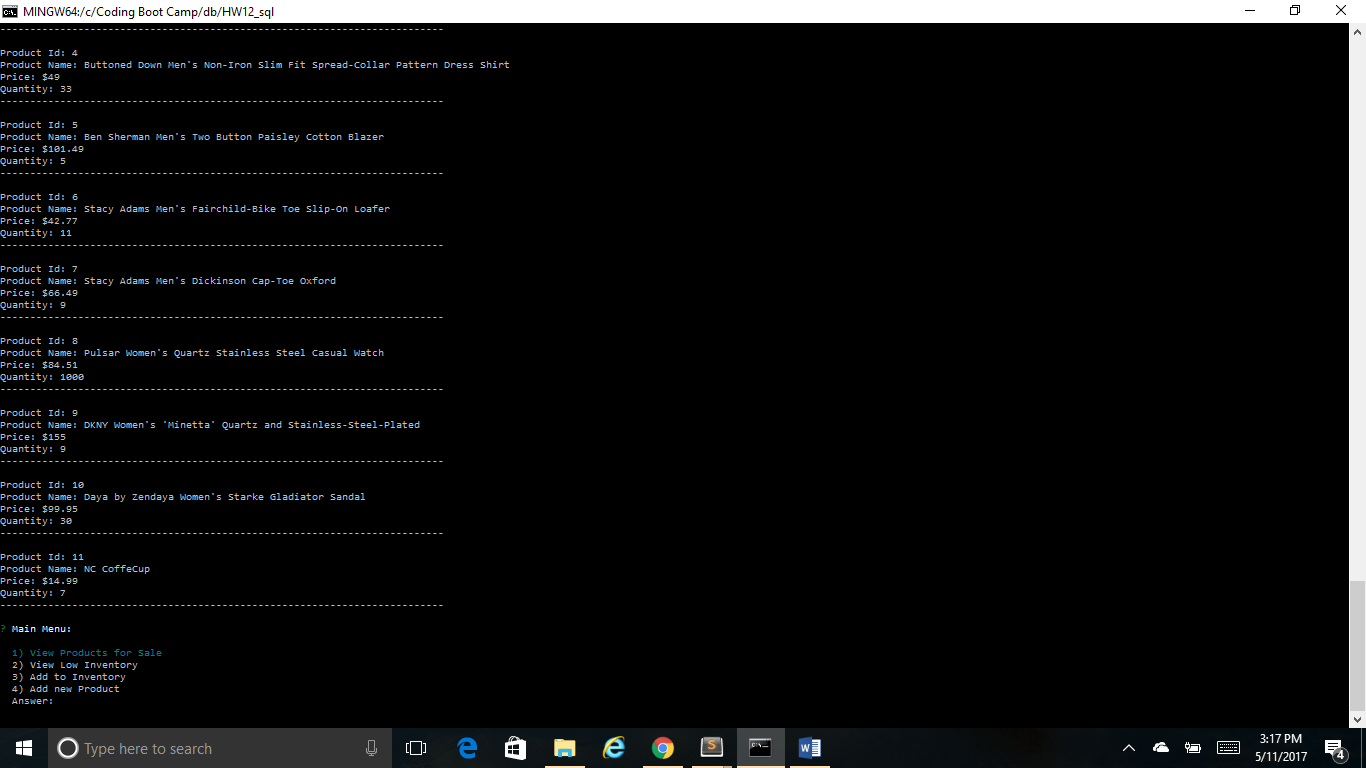 MINGW64:/c/Coding Boot Camp/db/HW12_sql
--------------------------------------------------------------------------
Product Id: 4
Product Name: Buttoned Down Men's Non-Iron Slim Fit Spread-Collar Pattern Dress Shirt
Price: $49
Quantity: 33
--------------------------------------------------------------------------
Product Id: 5
Product Name: Ben Sherman Men's Two Button Paisley Cotton Blazer
Price: $101.49
Quantity: 5
--------------------------------------------------------------------------
Product Id: 6
Product Name: Stacy Adams Men's Fairchild-Bike Toe Slip-On Loafer
Price: $42.77
Quantity: 11
--------------------------------------------------------------------------
Product Id: 7
Product Name: Stacy Adams Men's Dickinson Cap-Toe Oxford
Price: $66.49
Quantity: 9
--------------------------------------------------------------------------
Product Id: 8
Product Name: Pulsar Women's Quartz Stainless Steel Casual Watch
Price: $84.51
Quantity: 1000
--------------------------------------------------------------------------
Product Id: 9
Product Name: DKNY Women's 'Minetta' Quartz and Stainless-Steel-Plated
Price: $155
Quantity: 9
--------------------------------------------------------------------------
Product Id: 10
Product Name: Daya by Zendaya Women's Starke Gladiator Sandal
Price: $99.95
Quantity: 30
--------------------------------------------------------------------------
Product Id: 11
Product Name: NC CoffeCup
Price: $14.99
Quantity: 7
--------------------------------------------------------------------------
? Main Menu:
1) View Products for Sale
2) View Low Inventory
3) Add to Inventory
4) Add new Product
Answer:
Type here to search
3:17 PM
5/11/2017
4